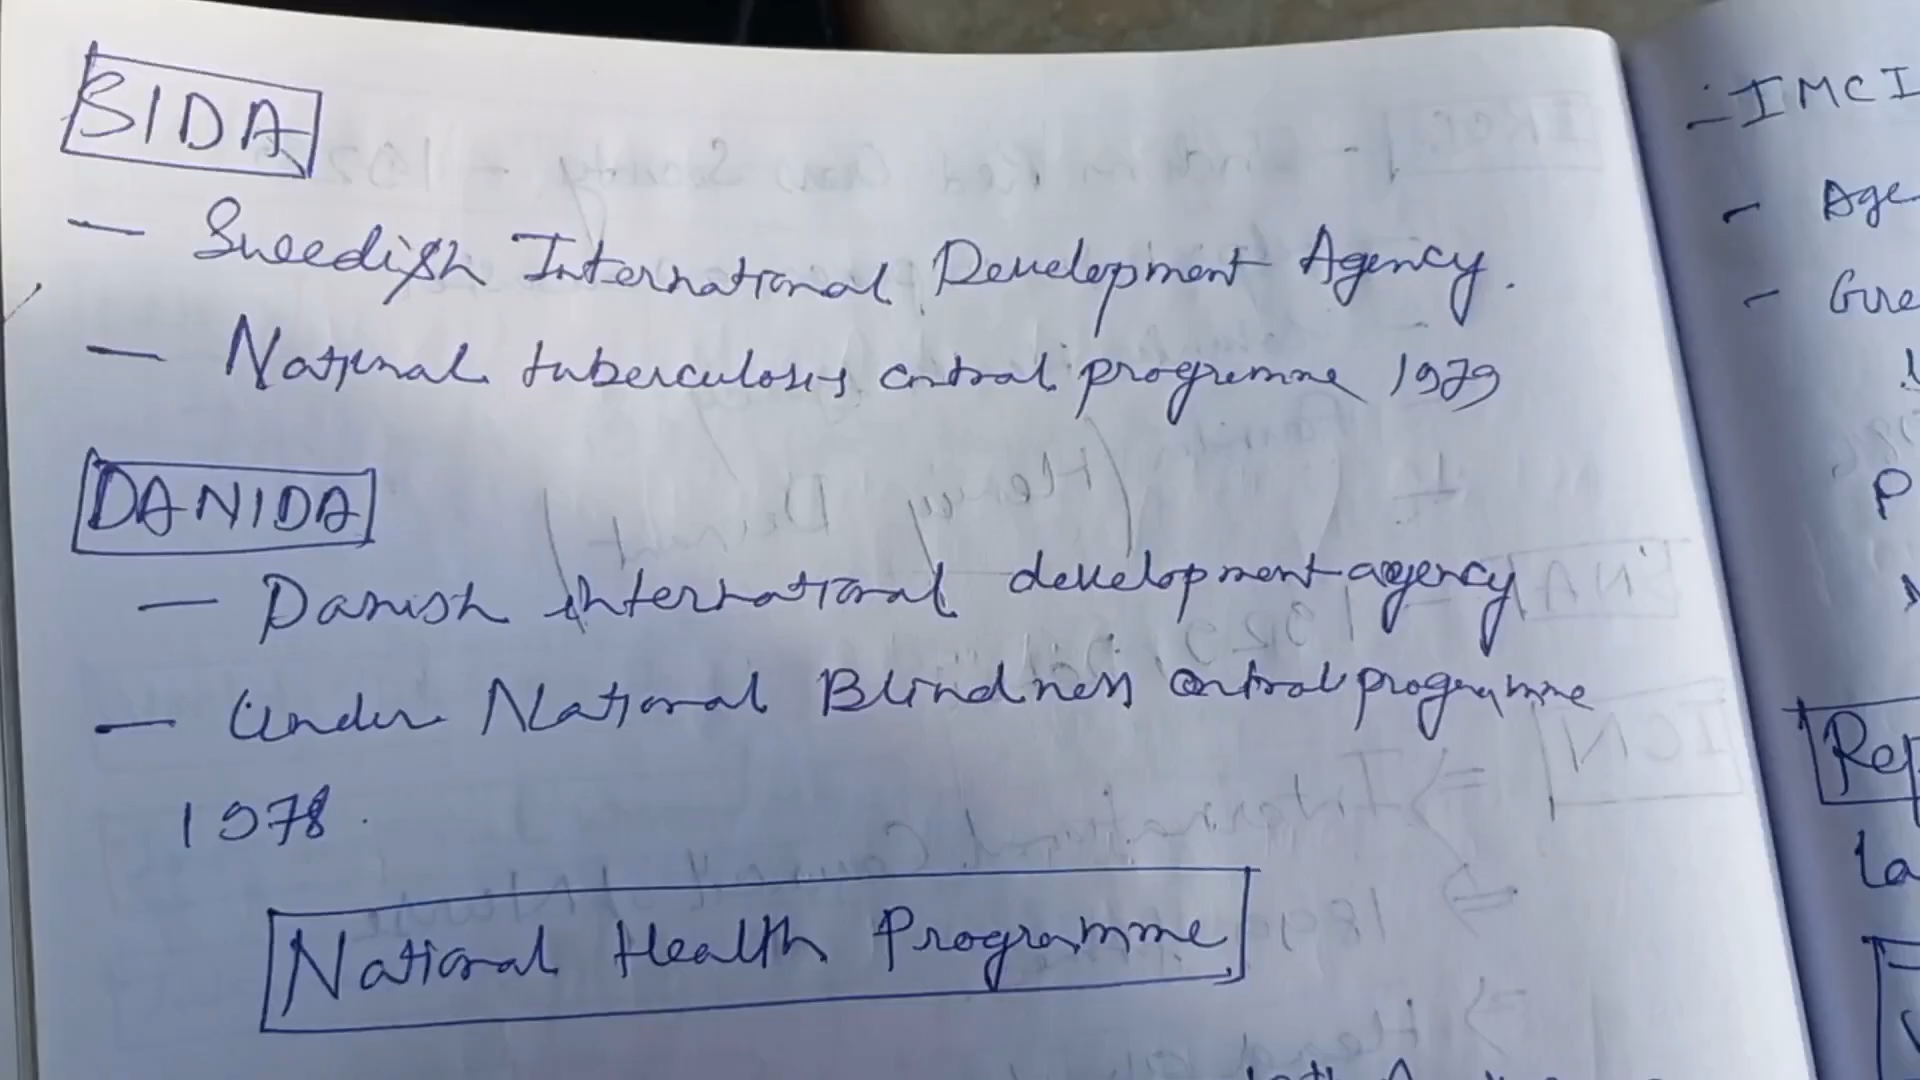 SIDA
— Sweedish International Development Agency.
— National tuberculosis control programme 1979
DANIDA
— Danish international development agency
— Under National Blindness control programme
1978.
National Health Programme
- IMCI
- Age
- Gre
P
Rep
la